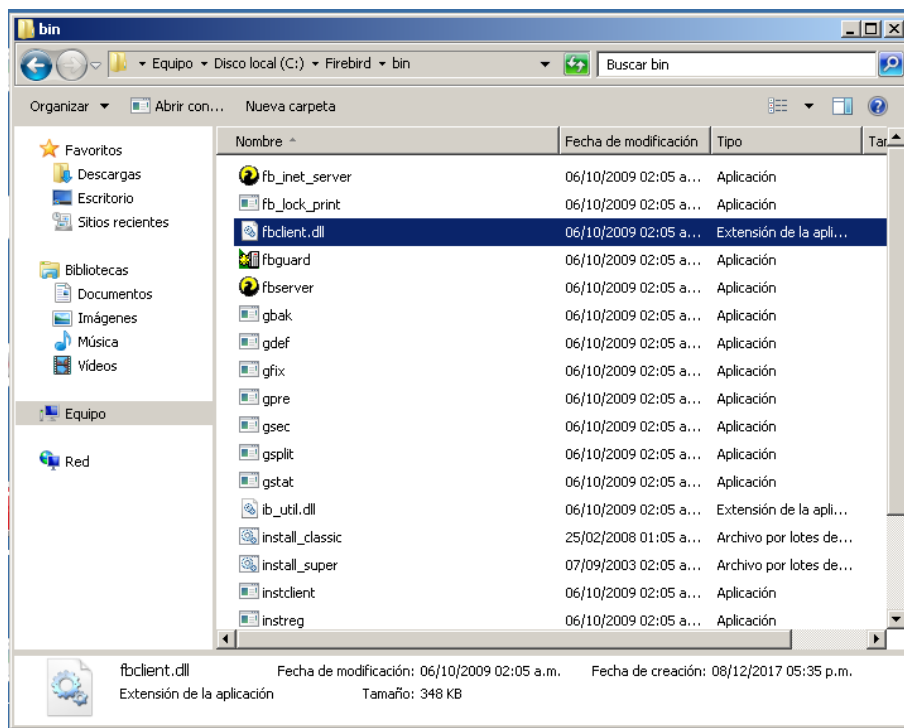 bin
Equipo Disco local (C:) Firebird bin
Buscar bin
Organizar Abrir con... Nueva carpeta
Favoritos
Descargas
Escritorio
Sitios recientes
Bibliotecas
Documentos
Imágenes
Música
Vídeos
Equipo
Red
Nombre Fecha de modificación Tipo
fb_inet_server 06/10/2009 02:05 a... Aplicación
fb_lock_print 06/10/2009 02:05 a... Aplicación
fbclient.dll 06/10/2009 02:05 a... Extensión de la apli...
fbguard 06/10/2009 02:05 a... Aplicación
fbserver 06/10/2009 02:05 a... Aplicación
gbak 06/10/2009 02:05 a... Aplicación
gdef 06/10/2009 02:05 a... Aplicación
gfix 06/10/2009 02:05 a... Aplicación
gpre 06/10/2009 02:05 a... Aplicación
gsec 06/10/2009 02:05 a... Aplicación
gsplit 06/10/2009 02:05 a... Aplicación
gstat 06/10/2009 02:05 a... Aplicación
ib_util.dll 06/10/2009 02:05 a... Extensión de la apli...
install_classic 25/02/2008 01:05 a... Archivo por lotes de...
install_super 07/09/2003 02:05 a... Archivo por lotes de...
instclient 06/10/2009 02:05 a... Aplicación
instreg 06/10/2009 02:05 a... Aplicación
fbclient.dll Fecha de modificación: 06/10/2009 02:05 a.m. Fecha de creación: 08/12/2017 05:35 p.m.
Extensión de la aplicación Tamaño: 348 KB